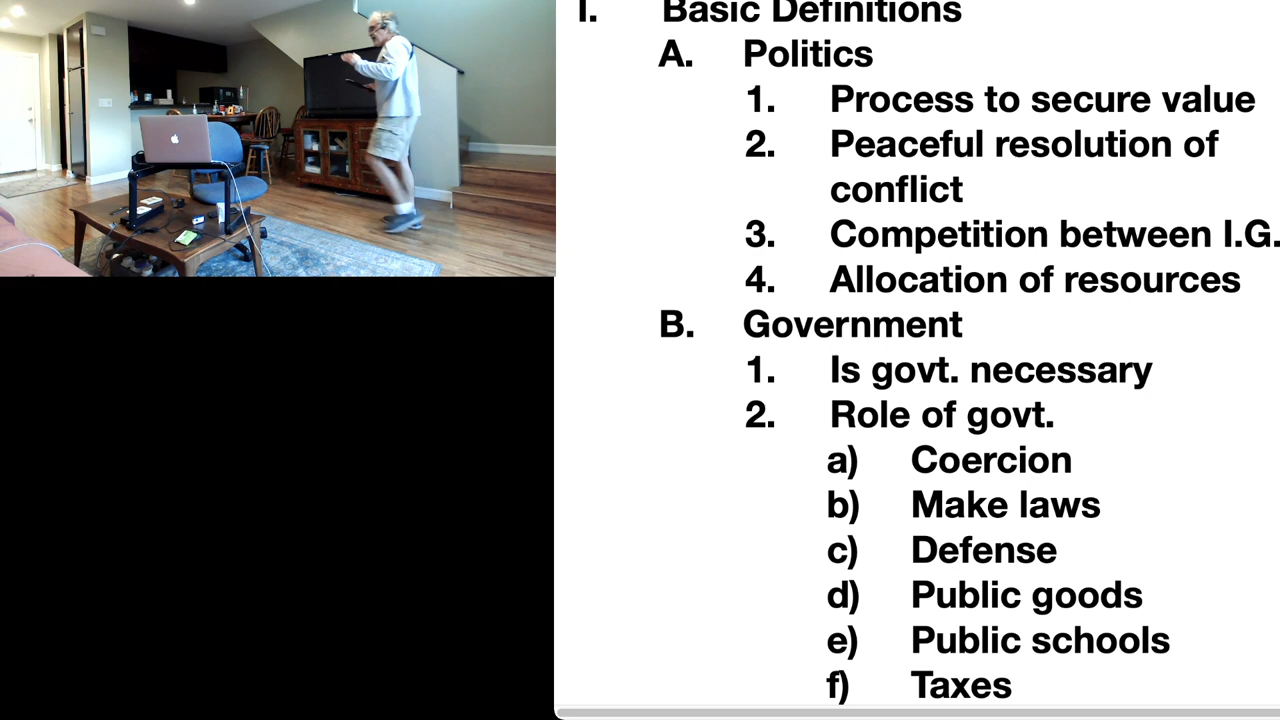 I. Basic Definitions
A. Politics
1. Process to secure value
2. Peaceful resolution of
conflict
3. Competition between I.G.
4. Allocation of resources
B. Government
1. Is govt. necessary
2. Role of govt.
a) Coercion
b) Make laws
c) Defense
d) Public goods
e) Public schools
f) Taxes